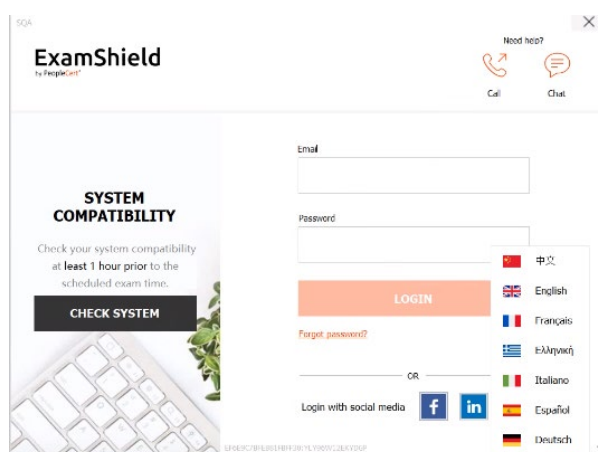 SQA
ExamShield
by PeopleCert
Need help?
Call
Chat
SYSTEM
COMPATIBILITY
Check your system compatibility
at least 1 hour prior to the
scheduled exam time.
CHECK SYSTEM
Email
Password
LOGIN
Forgot password?
OR
Login with social media
f
in
中文
English
Français
Ελληνική
Italiano
Español
Deutsch